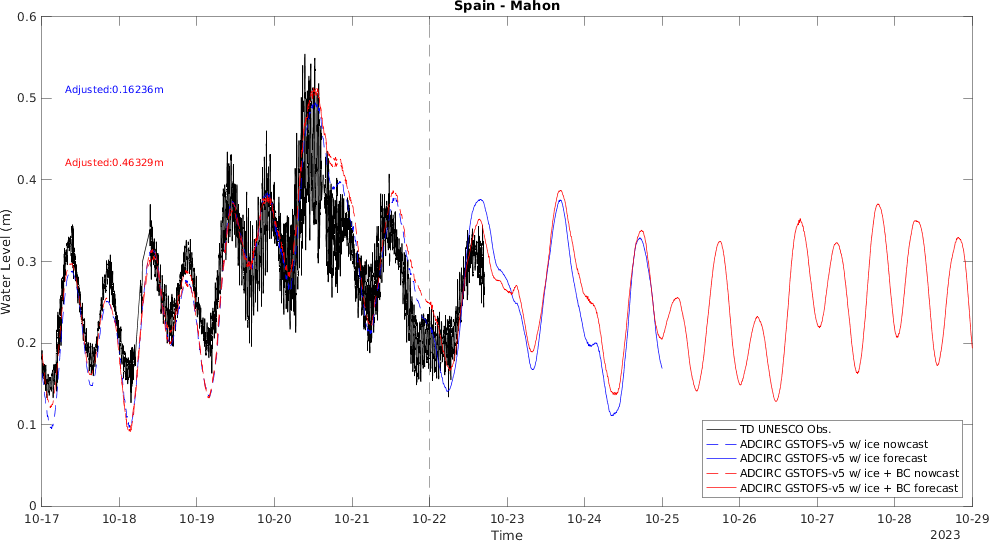 Spain - Mahon
0.6
0.5
0.4
0.3
0.2
0.1
0
Water Level (m)
Adjusted:0.16236m
Adjusted:0.46329m
TD UNESCO Obs.
ADCIRC GSTOFS-v5 w/ ice nowcast
ADCIRC GSTOFS-v5 w/ ice forecast
ADCIRC GSTOFS-v5 w/ ice + BC nowcast
ADCIRC GSTOFS-v5 w/ ice + BC forecast
10-17 10-18 10-19 10-20 10-21 10-22 10-23 10-24 10-25 10-26 10-27 10-28 10-29
Time
2023